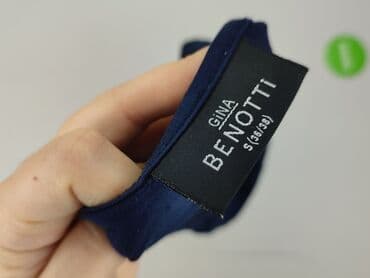 GiNA
BENOTTi
S (36/38)